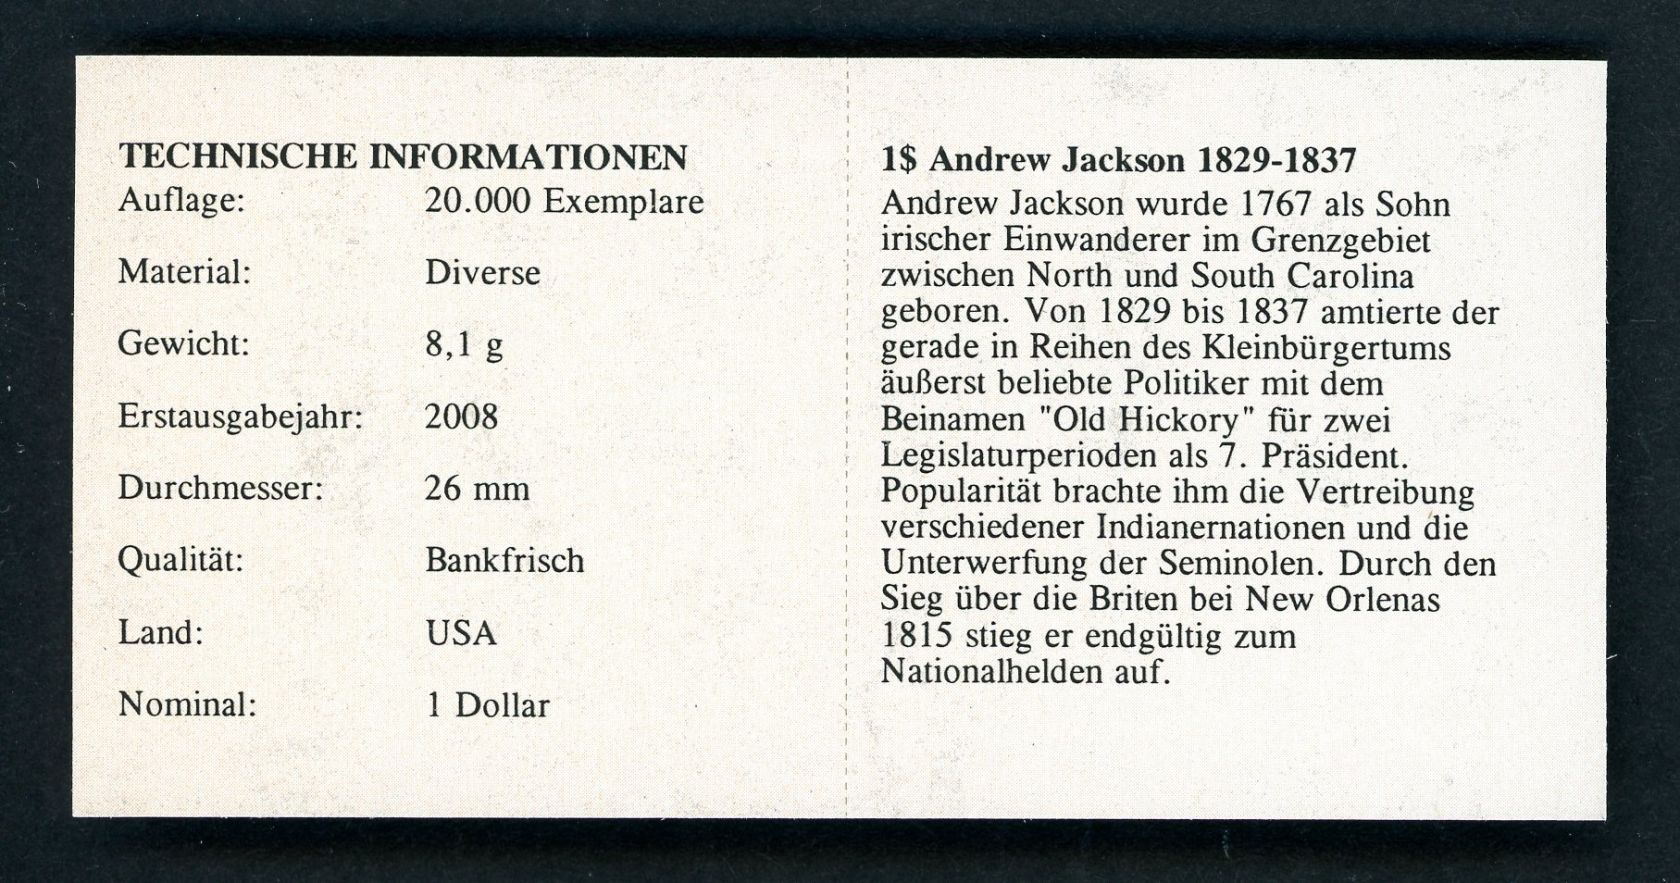 TECHNISCHE INFORMATIONEN
Auflage: 20.000 Exemplare
Material: Diverse
Gewicht: 8,1 g
Erstausgabejahr: 2008
Durchmesser: 26 mm
Qualität: Bankfrisch
Land: USA
Nominal: 1 Dollar
1$ Andrew Jackson 1829-1837
Andrew Jackson wurde 1767 als Sohn
irischer Einwanderer im Grenzgebiet
zwischen North und South Carolina
geboren. Von 1829 bis 1837 amtierte der
gerade in Reihen des Kleinbürgertums
äußerst beliebte Politiker mit dem
Beinamen "Old Hickory" für zwei
Legislaturperioden als 7. Präsident.
Popularität brachte ihm die Vertreibung
verschiedener Indianernationen und die
Unterwerfung der Seminolen. Durch den
Sieg über die Briten bei New Orlenas
1815 stieg er endgültig zum
Nationalhelden auf.